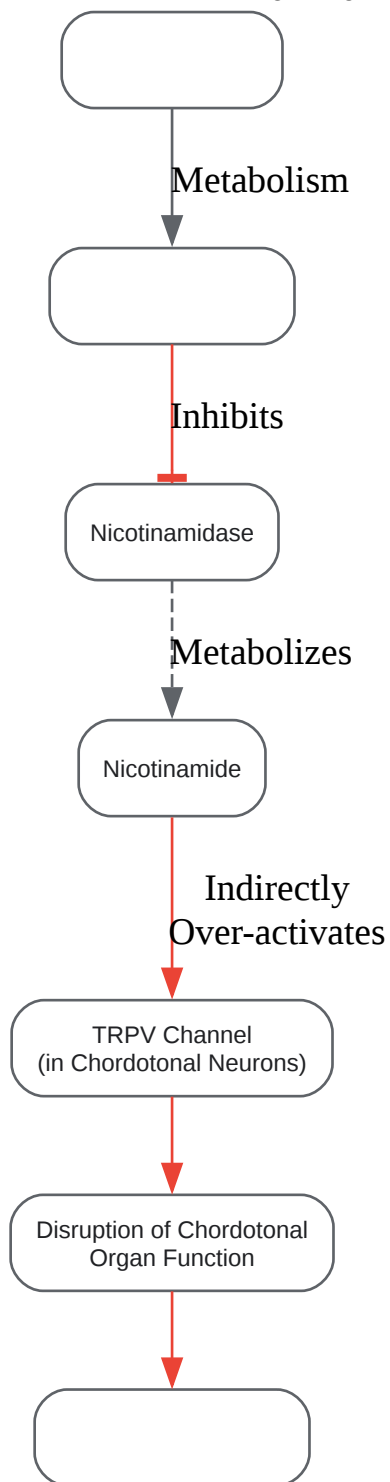 Metabolism
Inhibits
Nicotinamidase
Metabolizes
Nicotinamide
Indirectly
Over-activates
TRPV Channel
(in Chordotonal Neurons)
Disruption of Chordotonal
Organ Function